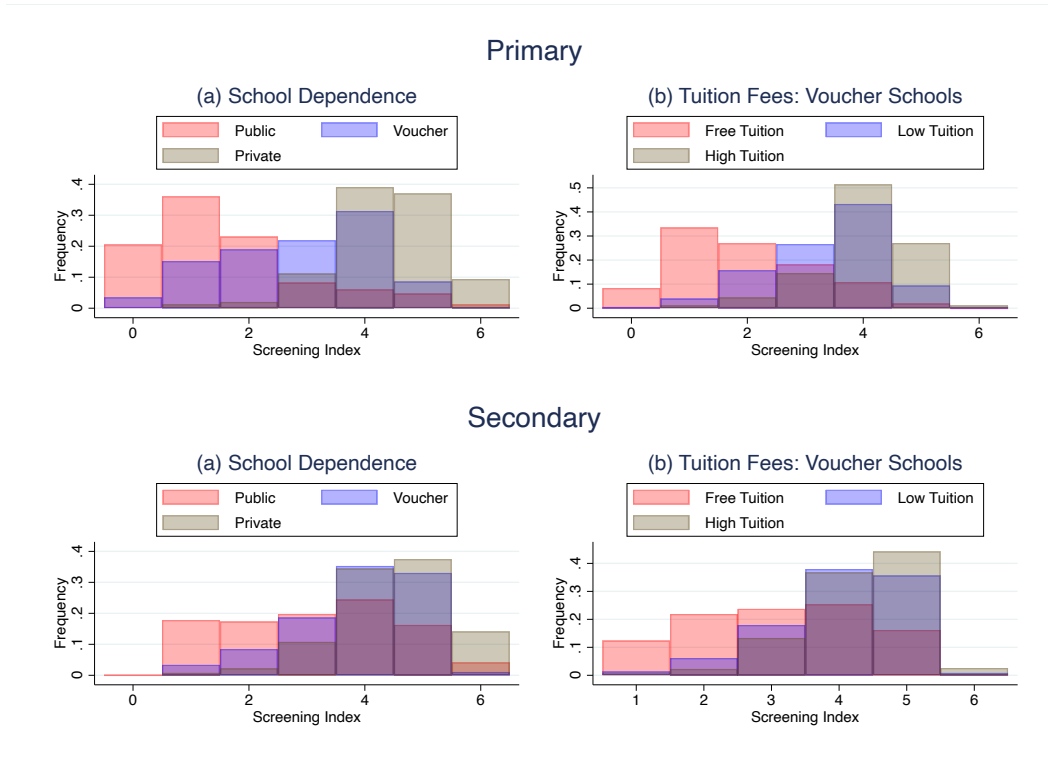 Primary
(a) School Dependence
Public Voucher
Private
.4
.3
.2
.1
0
Frequency
0 2 4 6
Screening Index
(b) Tuition Fees: Voucher Schools
Free Tuition Low Tuition
High Tuition
.5
.4
.3
.2
.1
0
Frequency
0 2 4 6
Screening Index
Secondary
(a) School Dependence
Public Voucher
Private
.4
.3
.2
.1
0
Frequency
0 2 4 6
Screening Index
(b) Tuition Fees: Voucher Schools
Free Tuition Low Tuition
High Tuition
.4
.3
.2
.1
0
Frequency
1 2 3 4 5 6
Screening Index